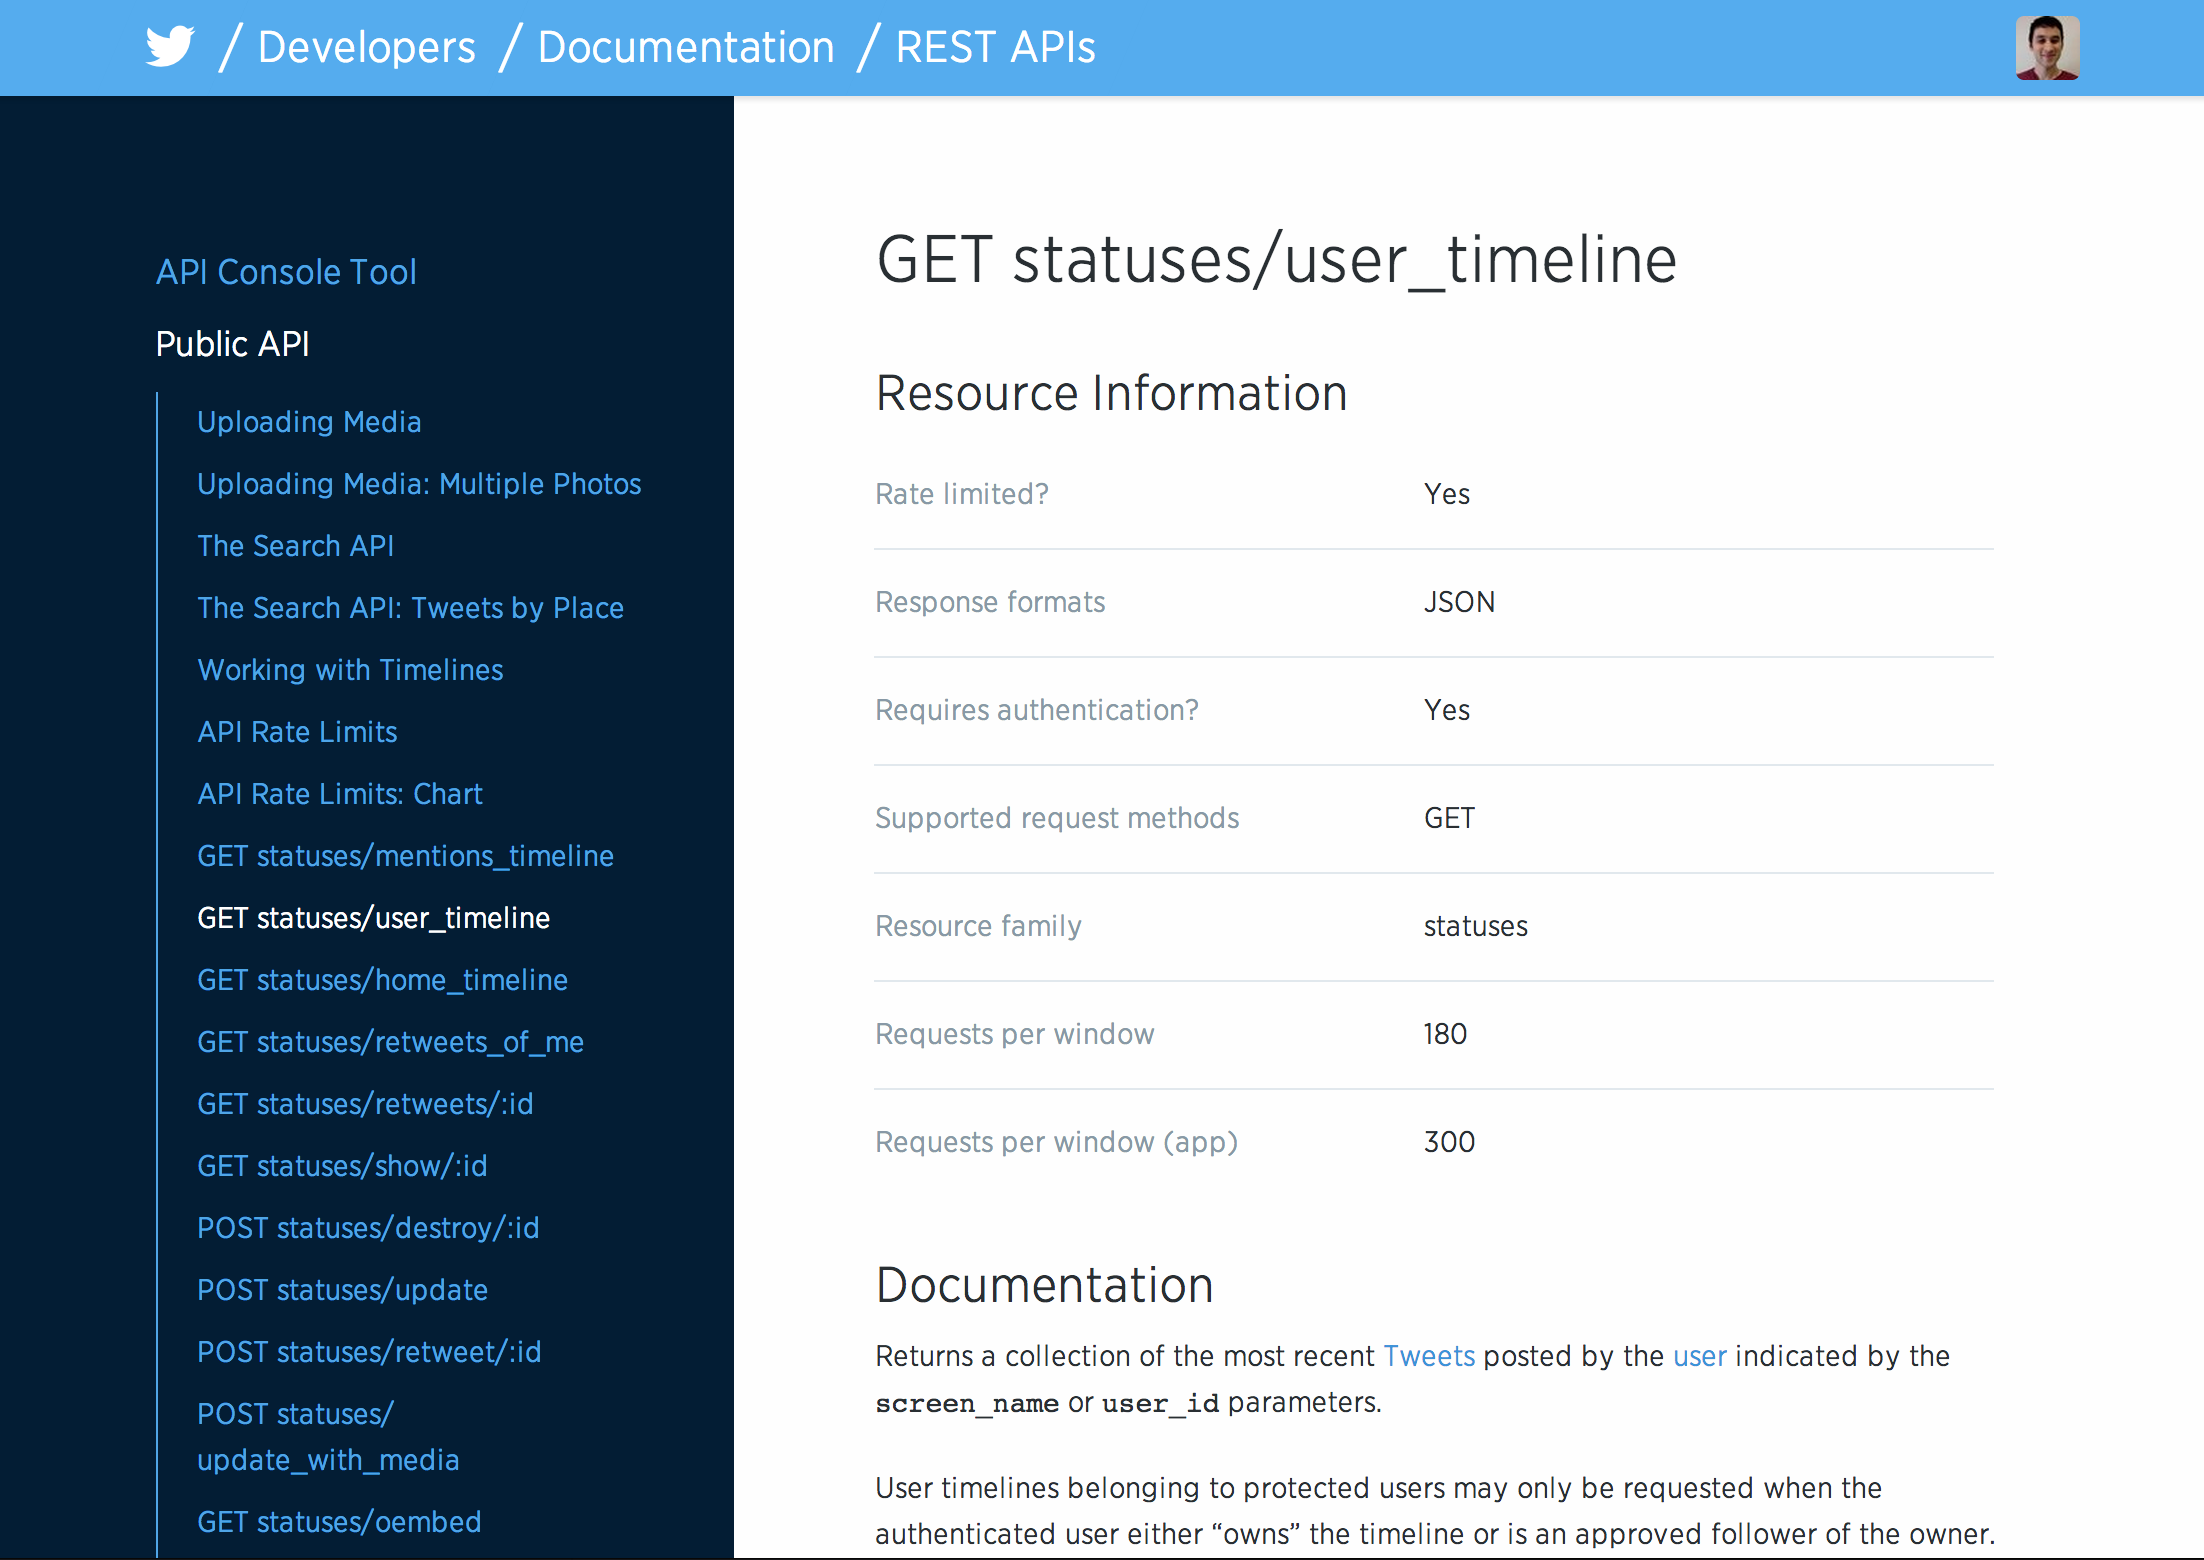 / Developers / Documentation / REST APIs
API Console Tool
Public API
Uploading Media
Uploading Media: Multiple Photos
The Search API
The Search API: Tweets by Place
Working with Timelines
API Rate Limits
API Rate Limits: Chart
GET statuses/mentions_timeline
GET statuses/user_timeline
GET statuses/home_timeline
GET statuses/retweets_of_me
GET statuses/retweets/:id
GET statuses/show/:id
POST statuses/destroy/:id
POST statuses/update
POST statuses/retweet/:id
POST statuses/
update_with_media
GET statuses/oembed
GET statuses/user_timeline
Resource Information
Rate limited? Yes
Response formats JSON
Requires authentication? Yes
Supported request methods GET
Resource family statuses
Requests per window 180
Requests per window (app) 300
Documentation
Returns a collection of the most recent Tweets posted by the user indicated by the
screen_name or user_id parameters.
User timelines belonging to protected users may only be requested when the
authenticated user either “owns” the timeline or is an approved follower of the owner.